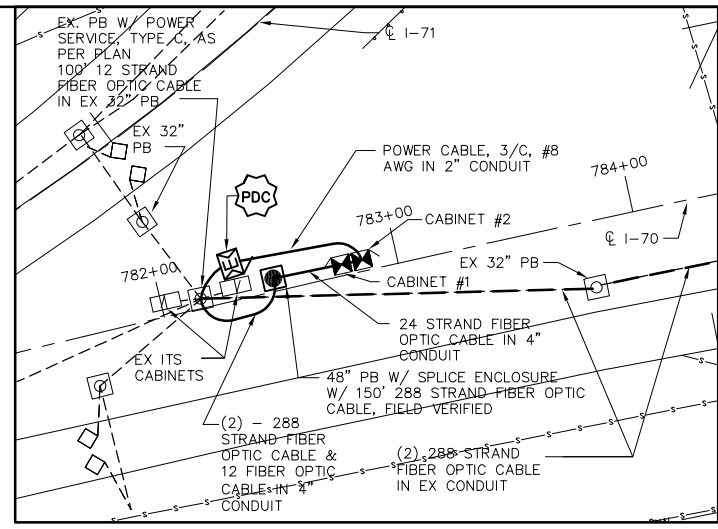 EX. PB W/ POWER
SERVICE, TYPE C, AS
PER PLAN
100' 12 STRAND
FIBER OPTIC CABLE
IN EX 32" PB
EX 32"
PB
℄ I-71
PDC
POWER CABLE, 3/C, #8
AWG IN 2" CONDUIT
784+00
783+00
CABINET #2
℄ I-70
782+00
E
EX 32" PB
CABINET #1
24 STRAND FIBER
OPTIC CABLE IN 4"
CONDUIT
EX ITS
CABINETS
48" PB W/ SPLICE ENCLOSURE
W/ 150' 288 STRAND FIBER OPTIC
CABLE, FIELD VERIFIED
(2) - 288
STRAND FIBER
OPTIC CABLE &
12 FIBER OPTIC
CABLE IN 4"
CONDUIT
(2) 288 STRAND
FIBER OPTIC CABLE
IN EX CONDUIT